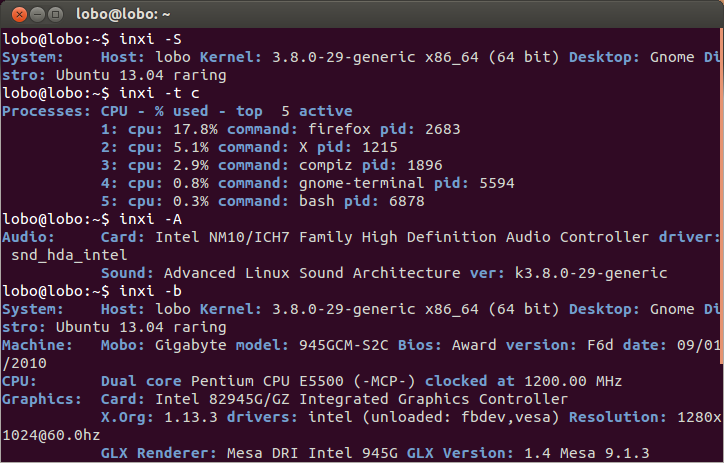 lobo@lobo: ~
lobo@lobo:~$ inxi -S
System:    Host: lobo Kernel: 3.8.0-29-generic x86_64 (64 bit) Desktop: Gnome Di
stro: Ubuntu 13.04 raring
lobo@lobo:~$ inxi -t c
Processes: CPU - % used - top  5 active
           1: cpu: 17.8% command: firefox pid: 2683
           2: cpu: 5.1% command: X pid: 1215
           3: cpu: 2.9% command: compiz pid: 1896
           4: cpu: 0.8% command: gnome-terminal pid: 5594
           5: cpu: 0.3% command: bash pid: 6878
lobo@lobo:~$ inxi -A
Audio:     Card: Intel NM10/ICH7 Family High Definition Audio Controller driver:
 snd_hda_intel
           Sound: Advanced Linux Sound Architecture ver: k3.8.0-29-generic
lobo@lobo:~$ inxi -b
System:    Host: lobo Kernel: 3.8.0-29-generic x86_64 (64 bit) Desktop: Gnome Di
stro: Ubuntu 13.04 raring
Machine:   Mobo: Gigabyte model: 945GCM-S2C Bios: Award version: F6d date: 09/01
/2010
CPU:       Dual core Pentium CPU E5500 (-MCP-) clocked at 1200.00 MHz
Graphics:  Card: Intel 82945G/GZ Integrated Graphics Controller
           X.Org: 1.13.3 drivers: intel (unloaded: fbdev,vesa) Resolution: 1280x
1024@60.0hz
           GLX Renderer: Mesa DRI Intel 945G GLX Version: 1.4 Mesa 9.1.3